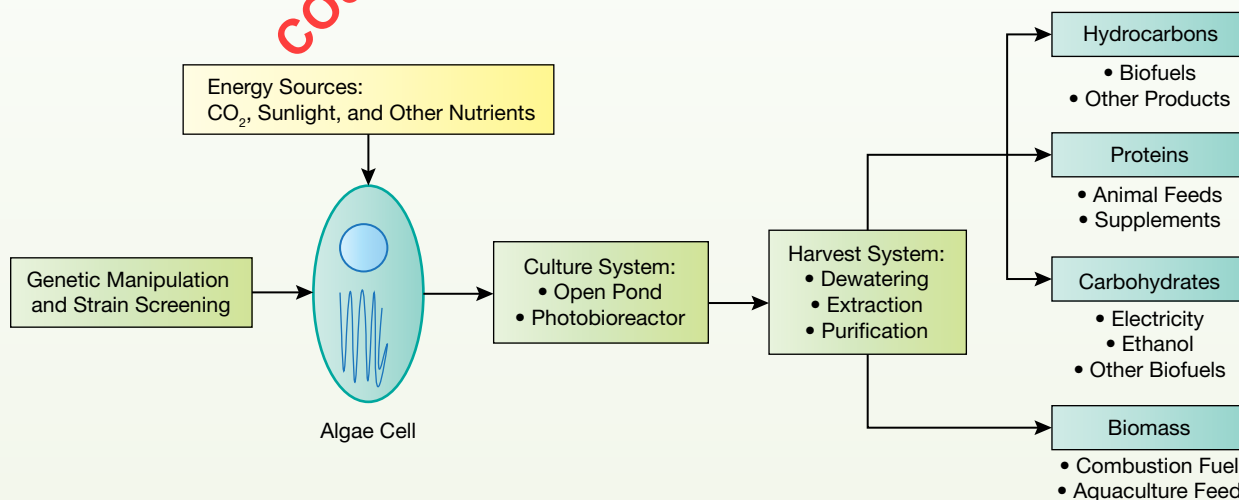 Energy Sources:
CO2, Sunlight, and Other Nutrients
Genetic Manipulation
and Strain Screening
Algae Cell
Culture System:
• Open Pond
• Photobioreactor
Harvest System:
• Dewatering
• Extraction
• Purification
Hydrocarbons
• Biofuels
• Other Products
Proteins
• Animal Feeds
• Supplements
Carbohydrates
• Electricity
• Ethanol
• Other Biofuels
Biomass
• Combustion Fuel
• Aquaculture Feed